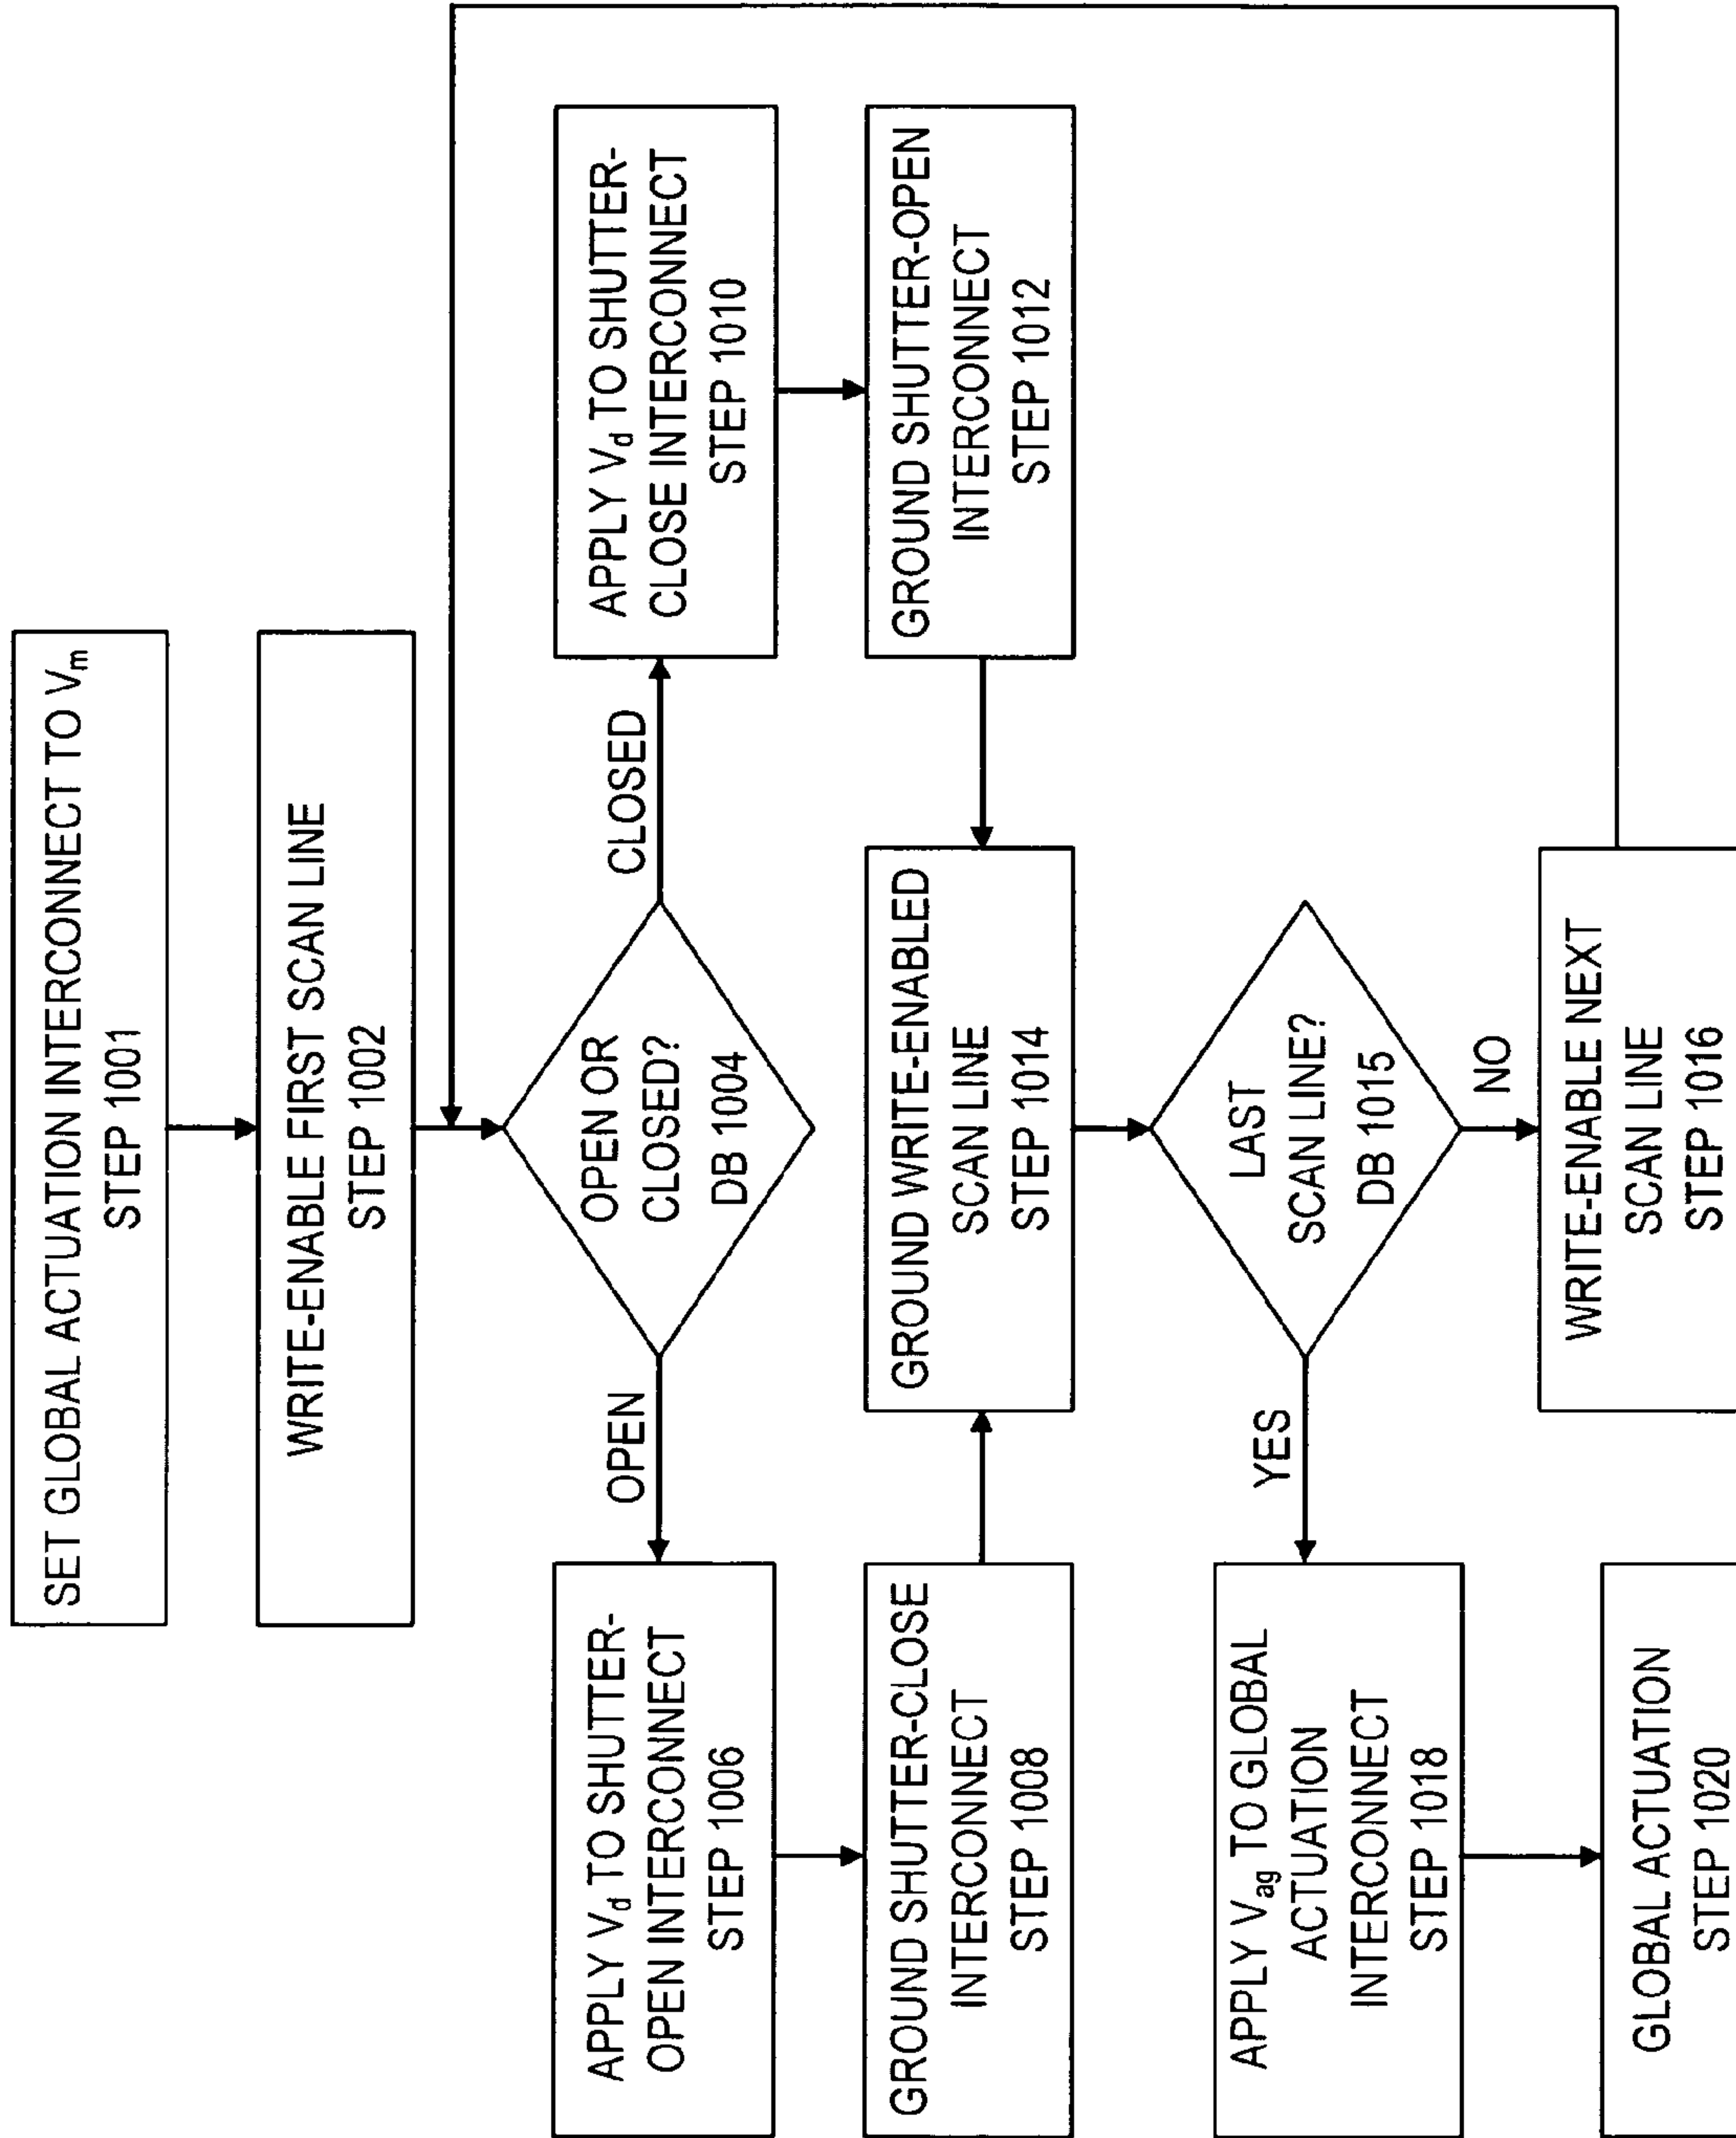 SET GLOBAL ACTUATION INTERCONNECT TO Vm
STEP 1001
WRITE-ENABLE FIRST SCAN LINE
STEP 1002
OPEN OR
CLOSED?
DB 1004
OPEN
CLOSED
APPLY Vd TO SHUTTER-
OPEN INTERCONNECT
STEP 1006
APPLY Vd TO SHUTTER-
CLOSE INTERCONNECT
STEP 1010
GROUND SHUTTER-CLOSE
INTERCONNECT
STEP 1008
GROUND WRITE-ENABLED
SCAN LINE
STEP 1014
GROUND SHUTTER-OPEN
INTERCONNECT
STEP 1012
LAST
SCAN LINE?
DB 1015
YES
NO
APPLY Vag TO GLOBAL
ACTUATION
INTERCONNECT
STEP 1018
WRITE-ENABLE NEXT
SCAN LINE
STEP 1016
GLOBAL ACTUATION
STEP 1020